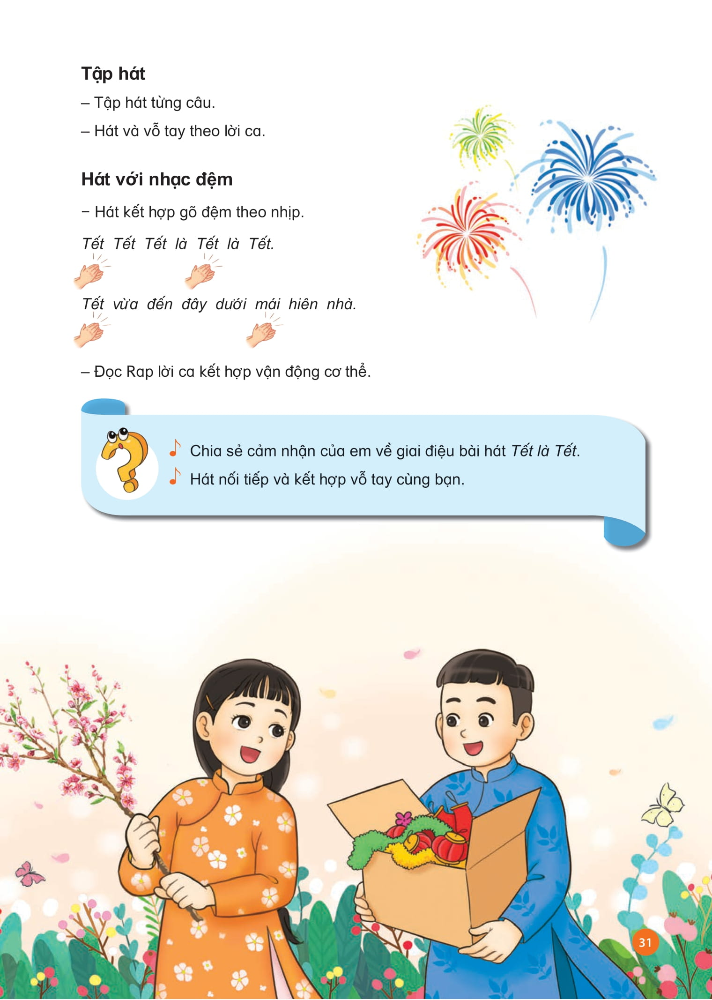 Tập hát
– Tập hát từng câu.
– Hát và vỗ tay theo lời ca.
Hát với nhạc đệm
– Hát kết hợp gõ đệm theo nhịp.
Tết Tết Tết là Tết là Tết.
Tết vừa đến đây dưới mái hiên nhà.
– Đọc Rap lời ca kết hợp vận động cơ thể.
Chia sẻ cảm nhận của em về giai điệu bài hát Tết là Tết.
Hát nối tiếp và kết hợp vỗ tay cùng bạn.
31